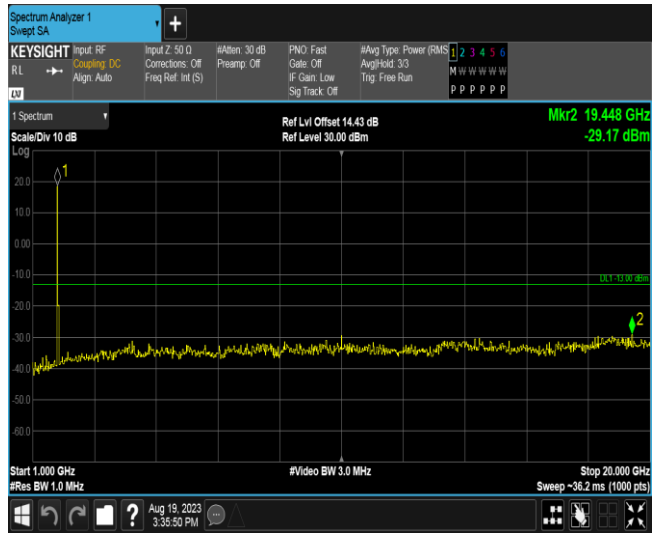 Spectrum Analyzer 1
Swept SA
KEYSIGHT
RL
LXI
Input: RF
Coupling: DC
Align: Auto
Input Z: 50 Ω
Corrections: Off
Freq Ref: Int (S)
#Atten: 30 dB
Preamp: Off
PNO: Fast
Gate: Off
IF Gain: Low
Sig Track: Off
#Avg Type: Power (RMS
Avg|Hold: 3/3
Trig: Free Run
1 2 3 4 5 6
M W W W W W
P P P P P P
1 Spectrum
Scale/Div 10 dB
Log
Ref Lvl Offset 14.43 dB
Ref Level 30.00 dBm
Mkr2 19.448 GHz
-29.17 dBm
1
20.0
10.0
0.00
-10.0
DL1 -13.00 dBm
-20.0
2
-30.0
-40.0
-50.0
-60.0
Start 1.000 GHz
#Video BW 3.0 MHz
Stop 20.000 GHz
#Res BW 1.0 MHz
Sweep ~36.2 ms (1000 pts)
?
Aug 19, 2023
3:35:50 PM